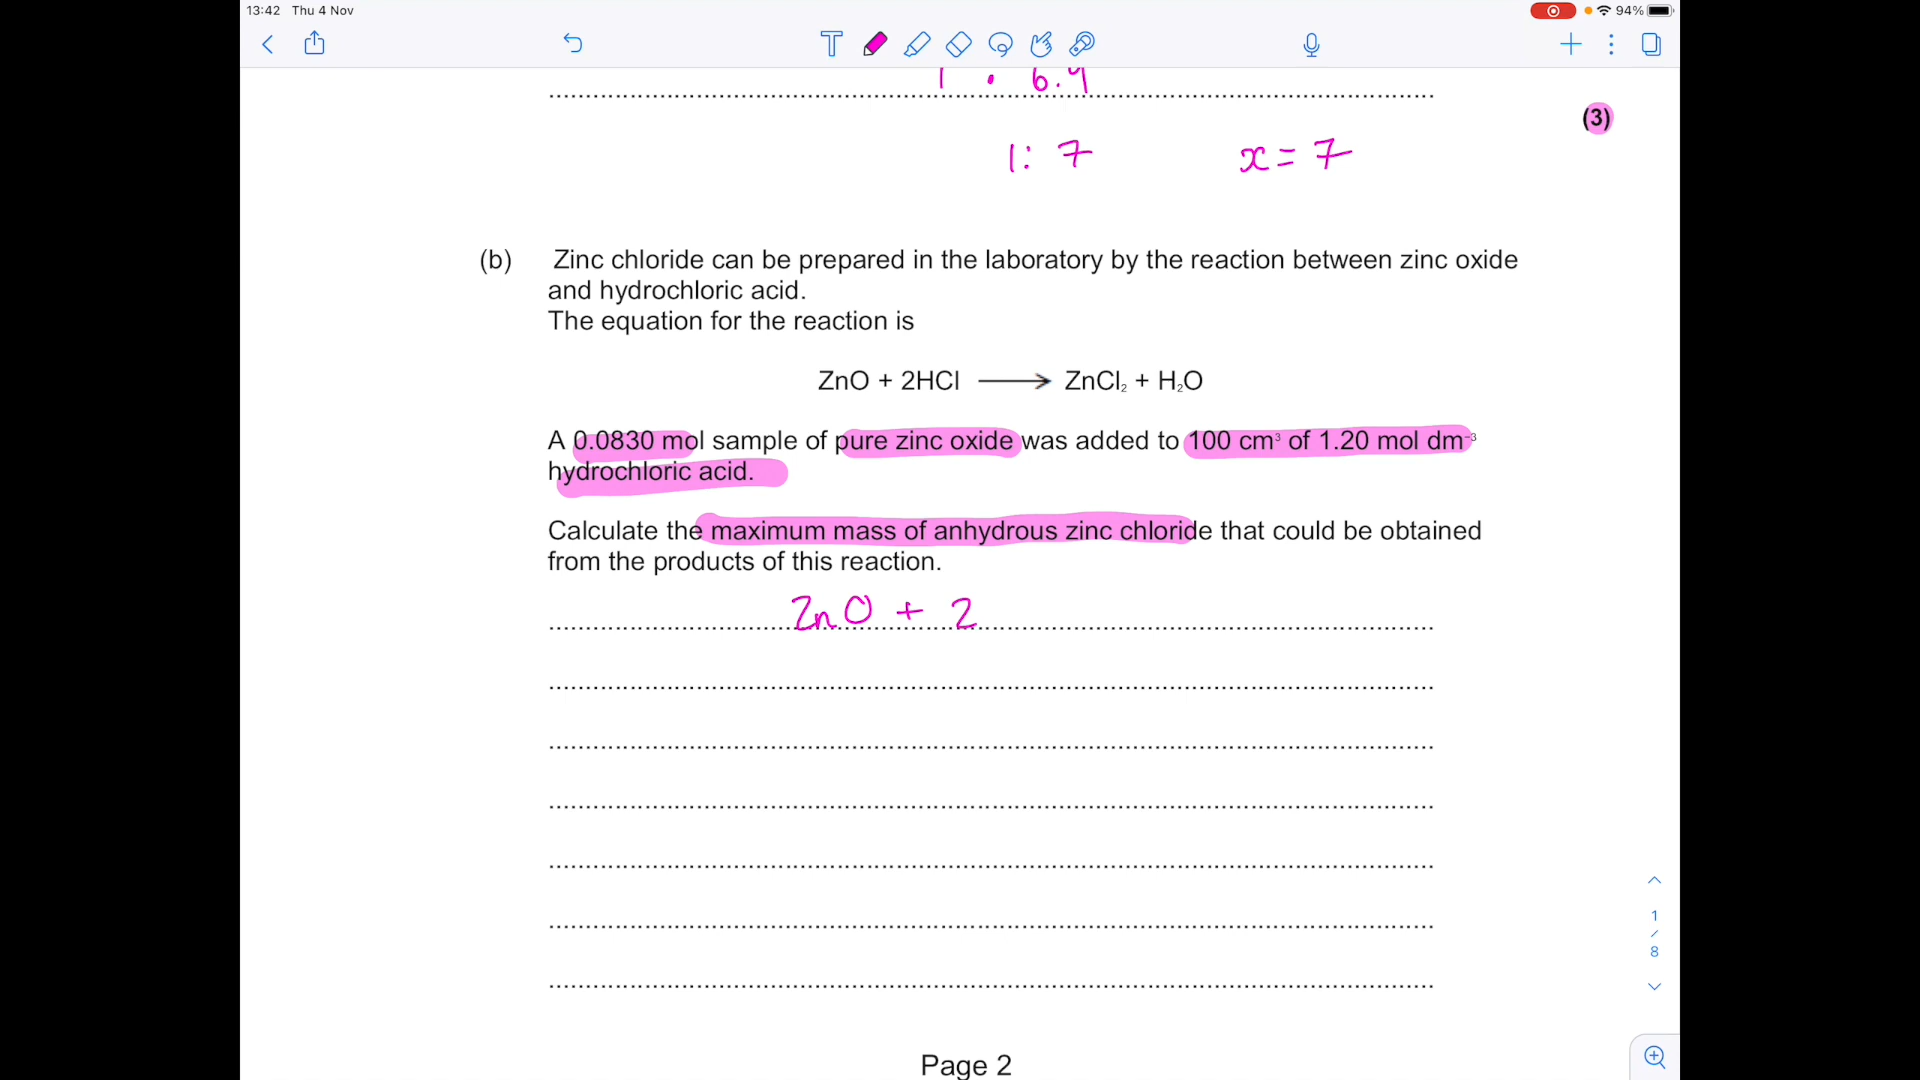 13:42 Thu 4 Nov
94%
T
1 : 6.9
(3)
1: 7 x = 7
(b) Zinc chloride can be prepared in the laboratory by the reaction between zinc oxide
and hydrochloric acid.
The equation for the reaction is
ZnO + 2HCl ⟶ ZnCl₂ + H₂O
A 0.0830 mol sample of pure zinc oxide was added to 100 cm³ of 1.20 mol dm⁻³
hydrochloric acid.
Calculate the maximum mass of anhydrous zinc chloride that could be obtained
from the products of this reaction.
ZnO + 2
1
/
8
Page 2